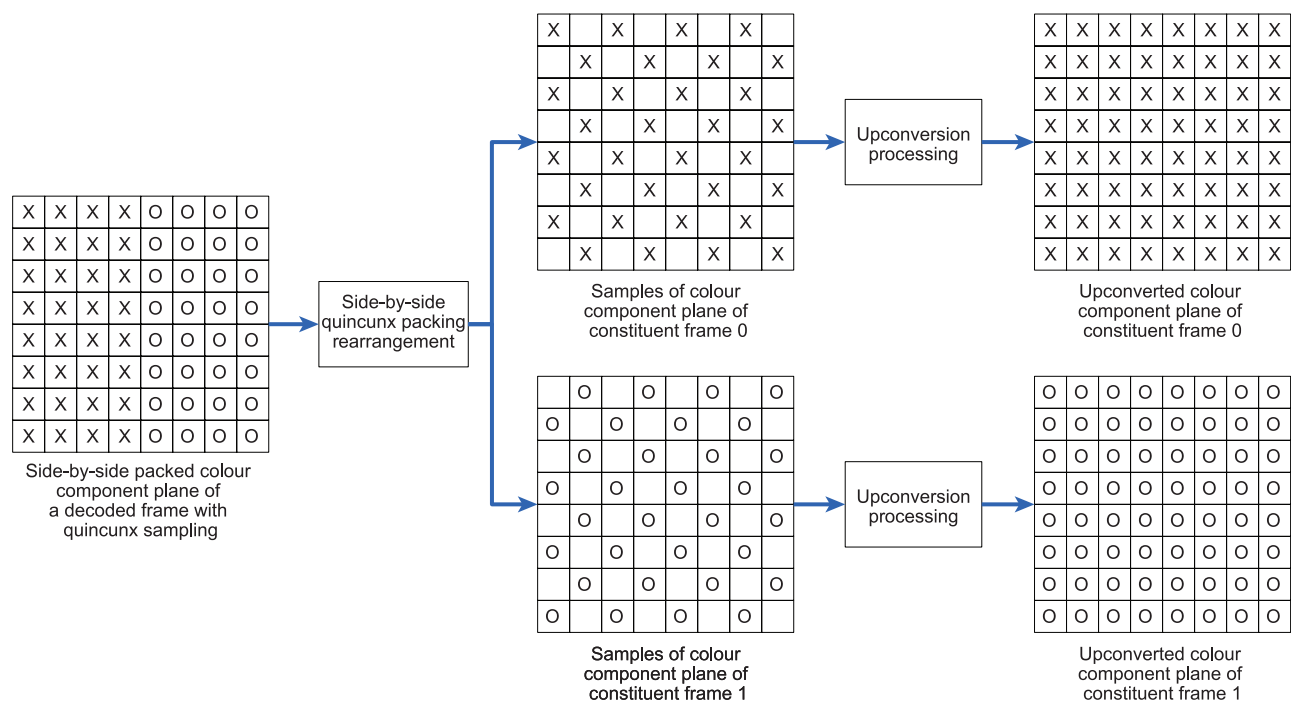 X X X X
X X X X
X X X X
X X X X
X X X X
X X X X
X X X X
X X X X
Samples of colour
component plane of
constituent frame 0
Upconversion
processing
X X X X X X X X
X X X X X X X X
X X X X X X X X
X X X X X X X X
X X X X X X X X
X X X X X X X X
X X X X X X X X
X X X X X X X X
Upconverted colour
component plane of
constituent frame 0
X X X X O O O O
X X X X O O O O
X X X X O O O O
X X X X O O O O
X X X X O O O O
X X X X O O O O
X X X X O O O O
X X X X O O O O
Side-by-side packed colour
component plane of
a decoded frame with
quincunx sampling
Side-by-side
quincunx packing
rearrangement
O O O O
O O O O
O O O O
O O O O
O O O O
O O O O
O O O O
O O O O
Samples of colour
component plane of
constituent frame 1
Upconversion
processing
O O O O O O O O
O O O O O O O O
O O O O O O O O
O O O O O O O O
O O O O O O O O
O O O O O O O O
O O O O O O O O
O O O O O O O O
Upconverted colour
component plane of
constituent frame 1